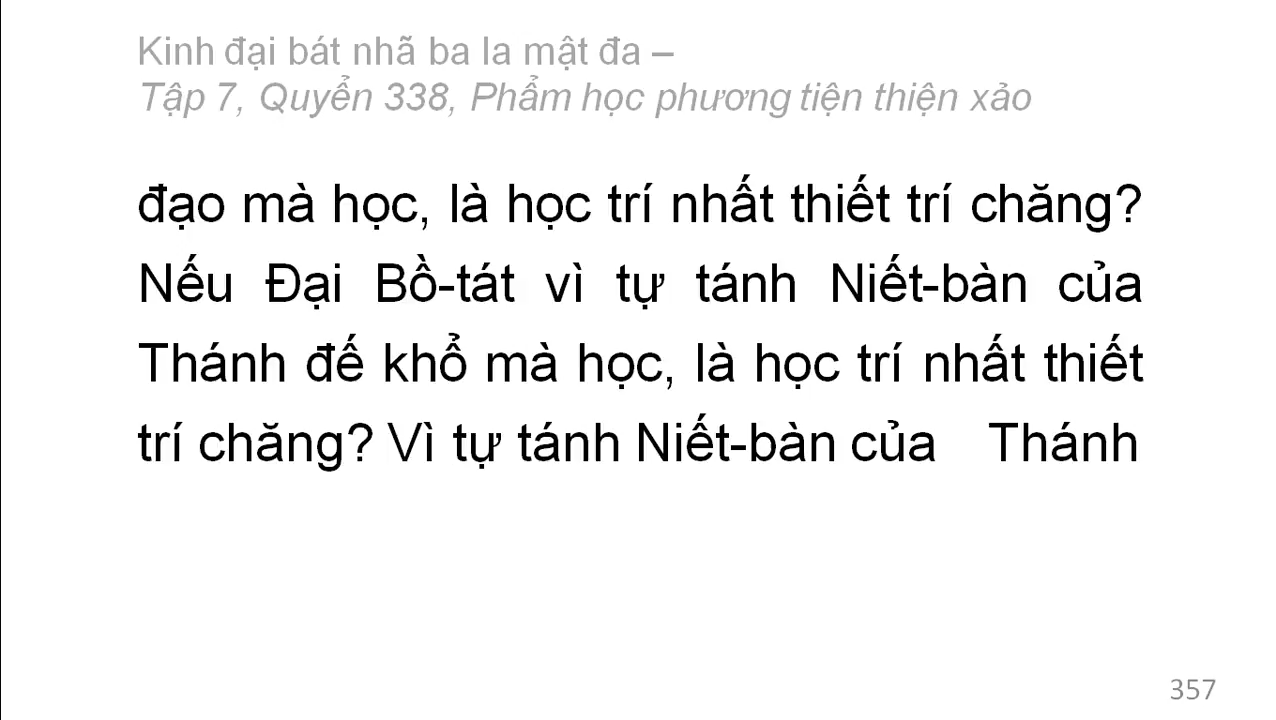 Kinh đại bát nhã ba la mật đa –
Tập 7, Quyển 338, Phẩm học phương tiện thiện xảo
đạo mà học, là học trí nhất thiết trí chăng?
Nếu Đại Bồ-tát vì tự tánh Niết-bàn của
Thánh đế khổ mà học, là học trí nhất thiết
trí chăng? Vì tự tánh Niết-bàn của Thánh
357